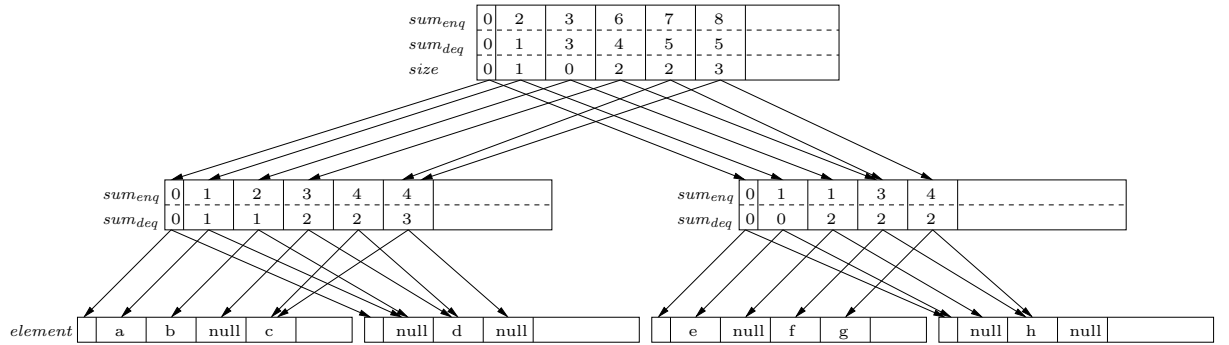 sum_enq 0 2 3 6 7 8
sum_deq 0 1 3 4 5 5
size 0 1 0 2 2 3
sum_enq 0 1 2 3 4 4 sum_enq 0 1 1 3 4
sum_deq 0 1 1 2 2 3 sum_deq 0 0 2 2 2
element a b null c null d null e null f g null h null